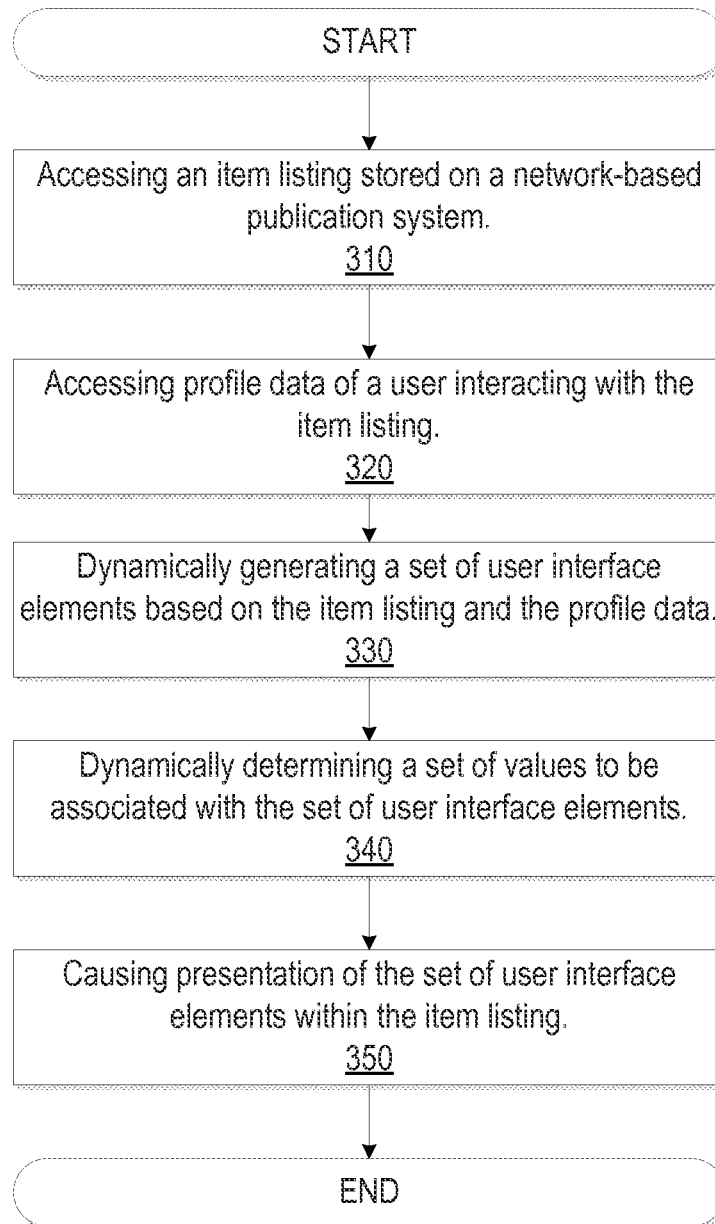 START
Accessing an item listing stored on a network-based
publication system.
310
Accessing profile data of a user interacting with the
item listing.
320
Dynamically generating a set of user interface
elements based on the item listing and the profile data.
330
Dynamically determining a set of values to be
associated with the set of user interface elements.
340
Causing presentation of the set of user interface
elements within the item listing.
350
END